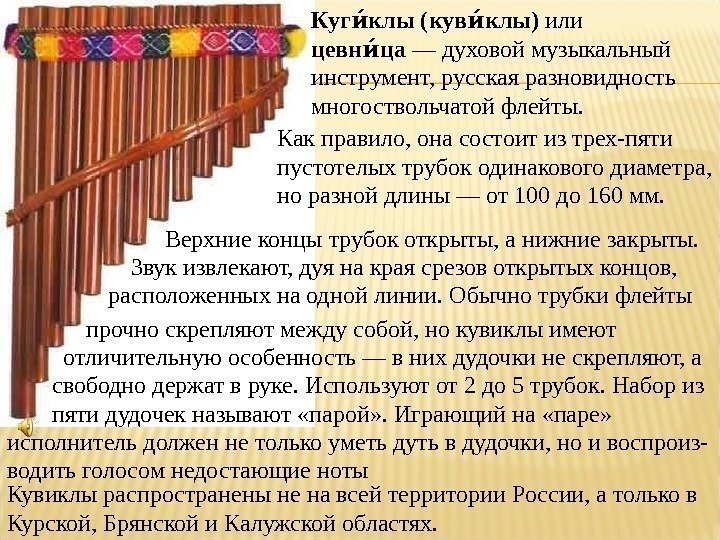 Куги́клы (куви́клы) или
цевни́ца — духовой музыкальный
инструмент, русская разновидность
многоствольчатой флейты.
Как правило, она состоит из трех-пяти
пустотелых трубок одинакового диаметра,
но разной длины — от 100 до 160 мм.
Верхние концы трубок открыты, а нижние закрыты.
Звук извлекают, дуя на края срезов открытых концов,
расположенных на одной линии. Обычно трубки флейты
прочно скрепляют между собой, но кувиклы имеют
отличительную особенность — в них дудочки не скрепляют, а
свободно держат в руке. Используют от 2 до 5 трубок. Набор из
пяти дудочек называют «парой». Играющий на «паре»
исполнитель должен не только уметь дуть в дудочки, но и воспроиз-
водить голосом недостающие ноты
Кувиклы распространены не на всей территории России, а только в
Курской, Брянской и Калужской областях.